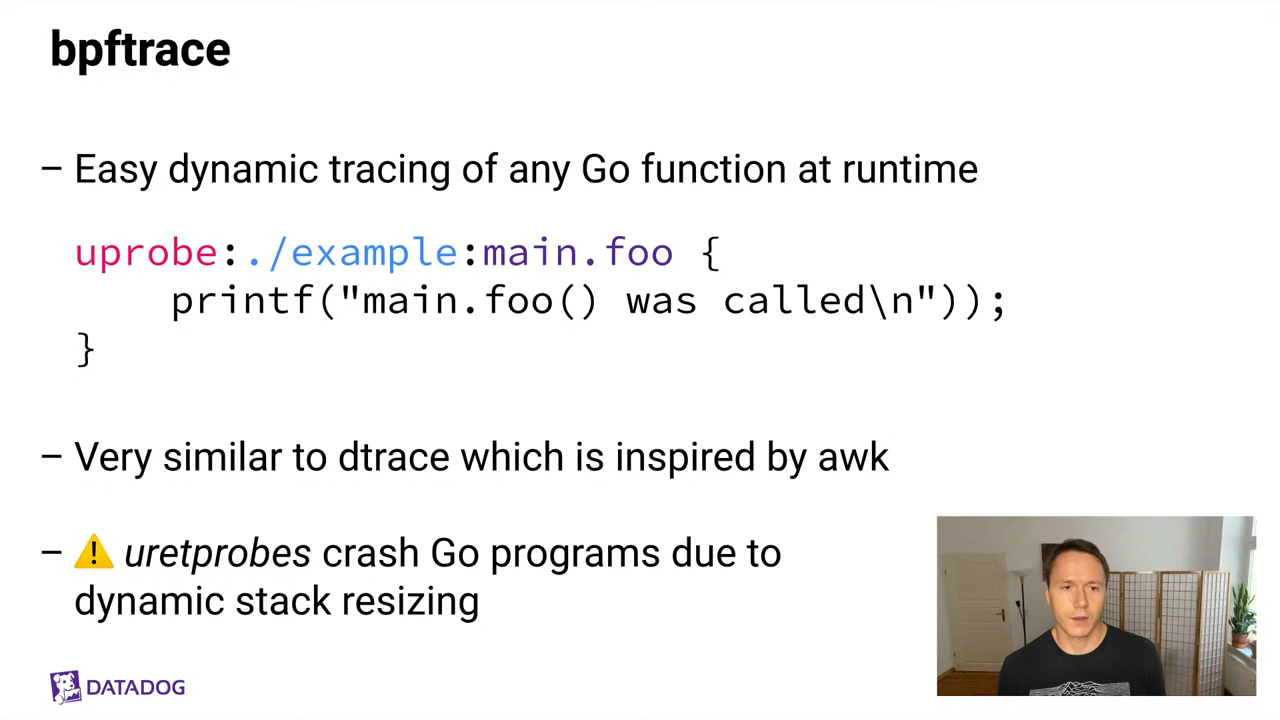 bpftrace
– Easy dynamic tracing of any Go function at runtime
uprobe:./example:main.foo {
    printf("main.foo() was called\n"));
}
– Very similar to dtrace which is inspired by awk
– ⚠️ uretprobes crash Go programs due to
dynamic stack resizing
DATADOG